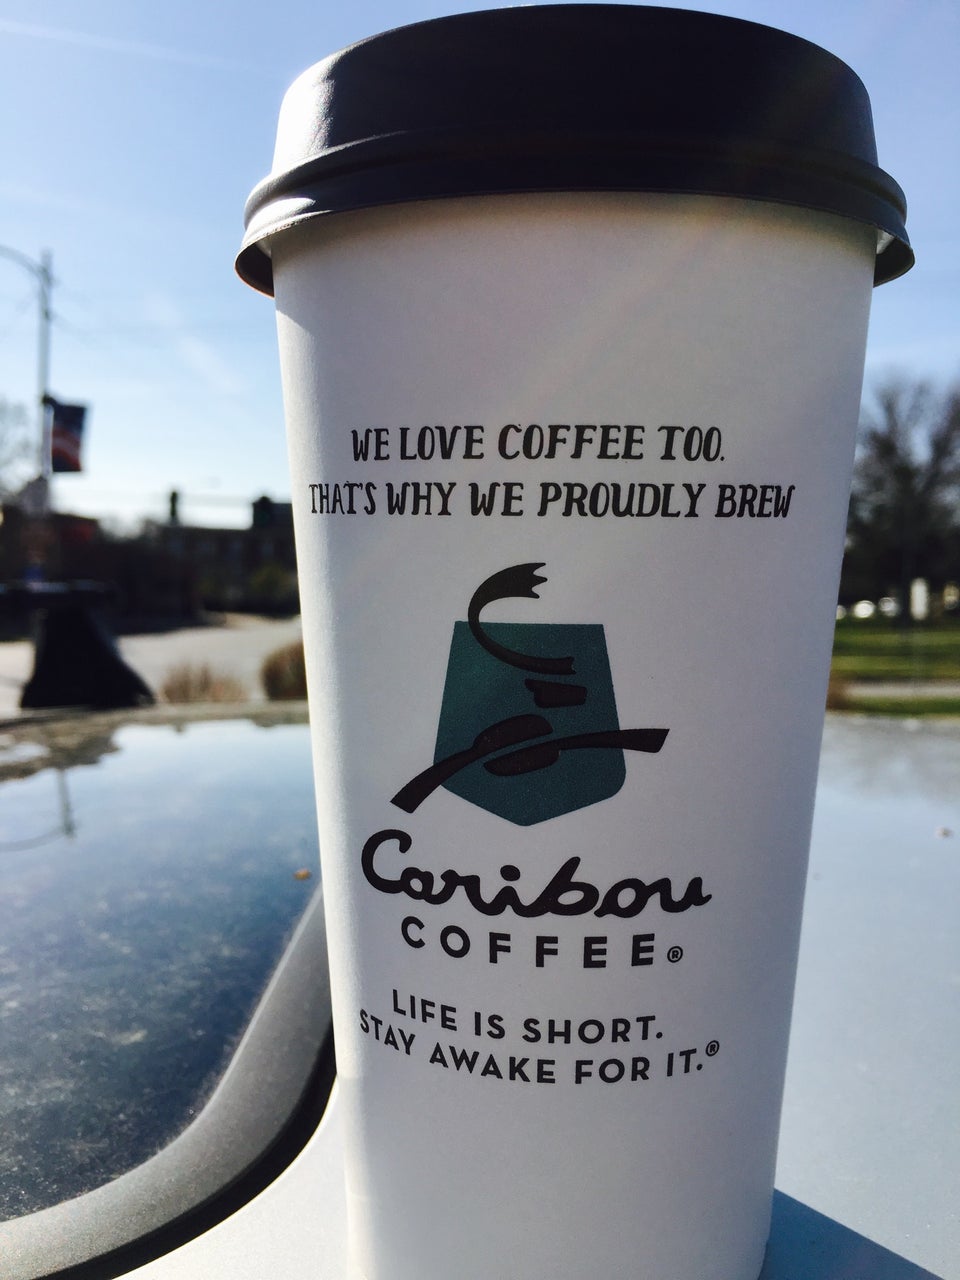 WE LOVE COFFEE TOO.
THAT'S WHY WE PROUDLY BREW
Caribou
COFFEE®
LIFE IS SHORT.
STAY AWAKE FOR IT.®